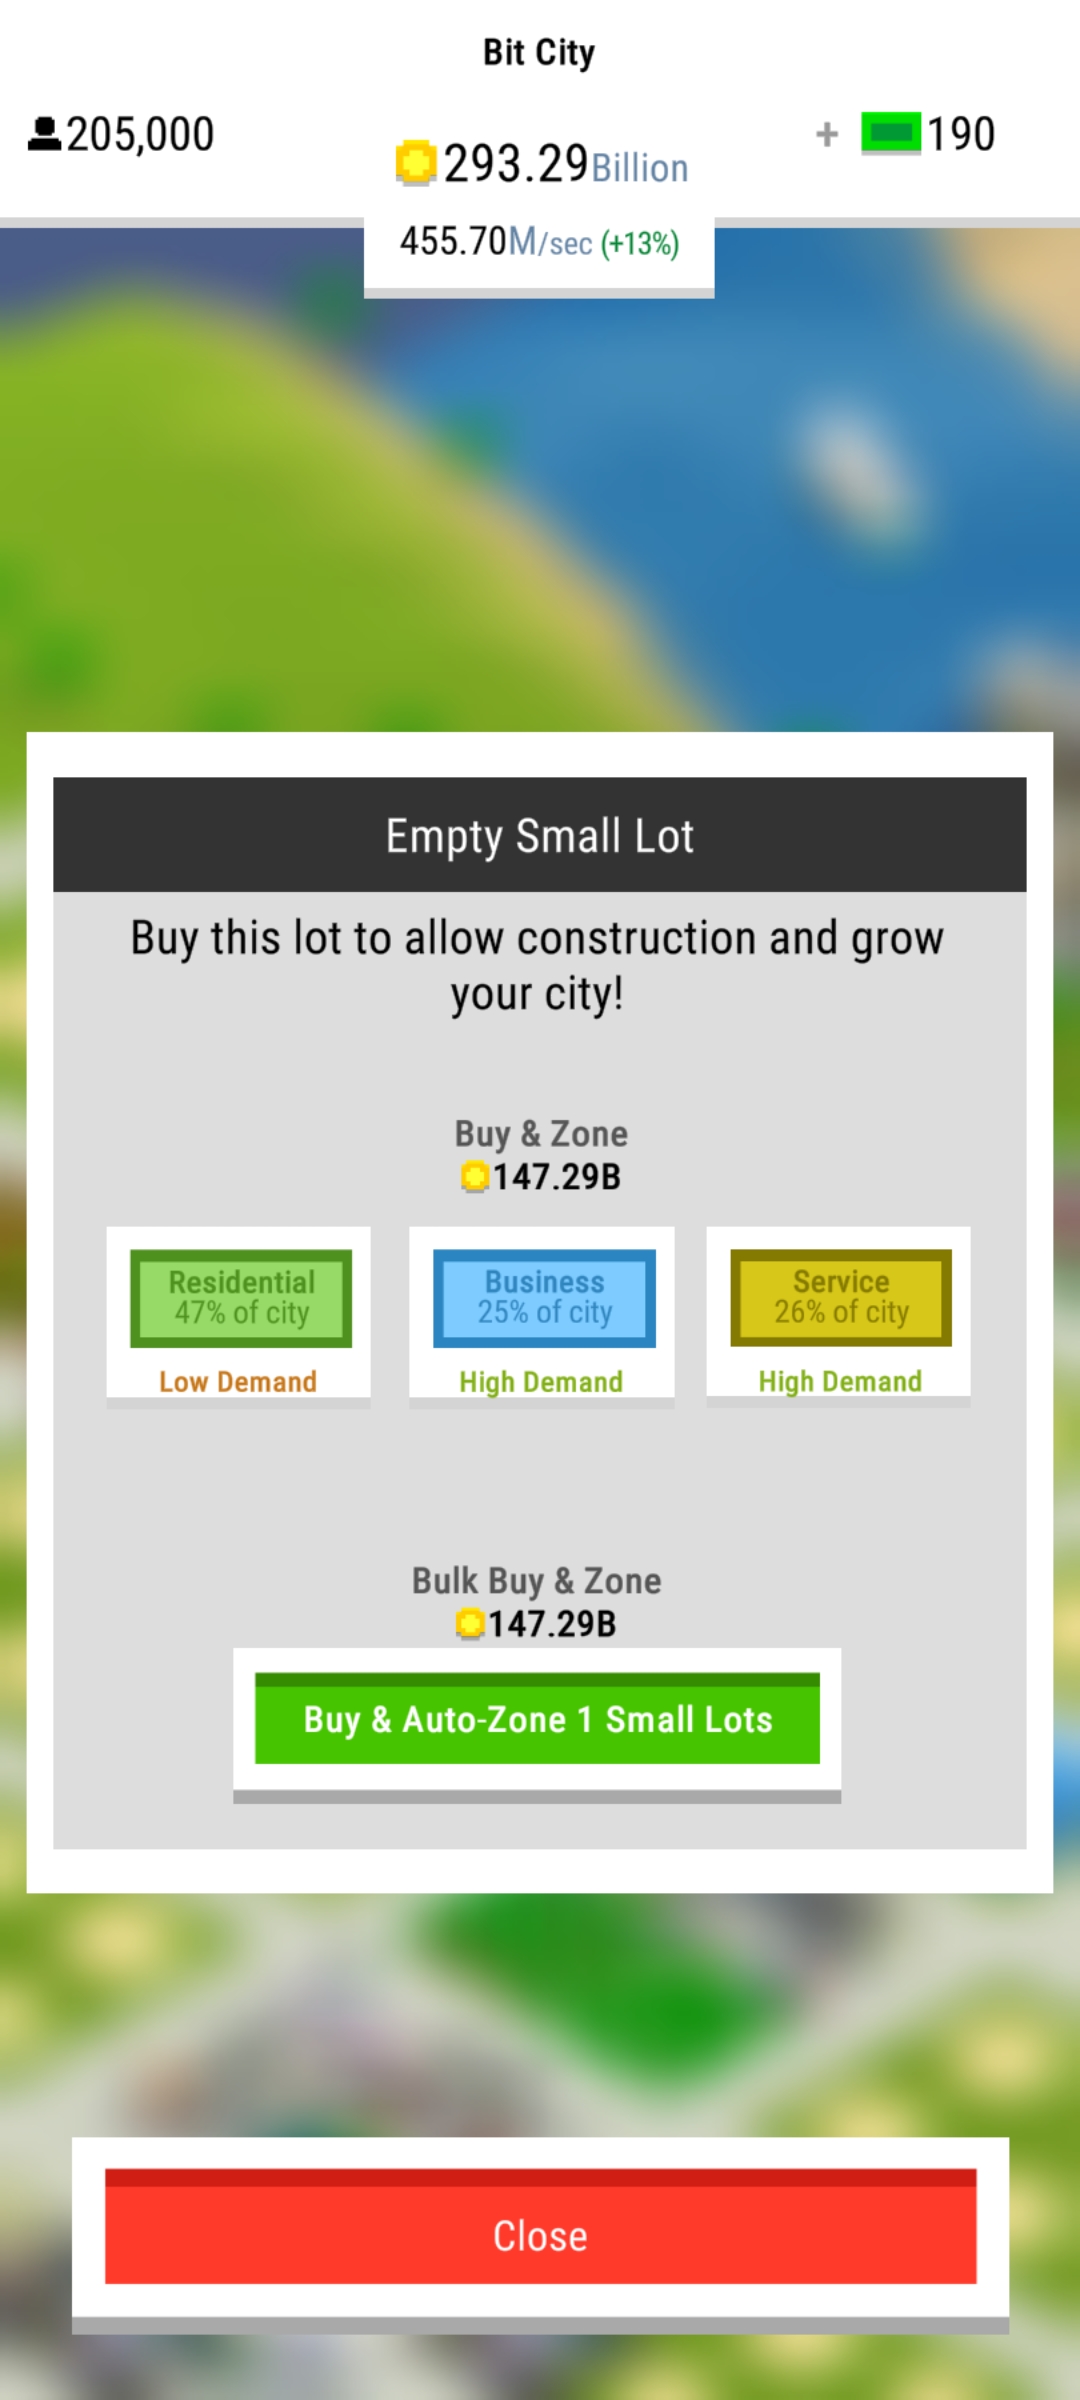 Bit City
205,000
293.29Billion
+ 190
455.70M/sec (+13%)
Empty Small Lot
Buy this lot to allow construction and grow
your city!
Buy & Zone
147.29B
Residential
47% of city
Low Demand
Business
25% of city
High Demand
Service
26% of city
High Demand
Bulk Buy & Zone
147.29B
Buy & Auto-Zone 1 Small Lots
Close